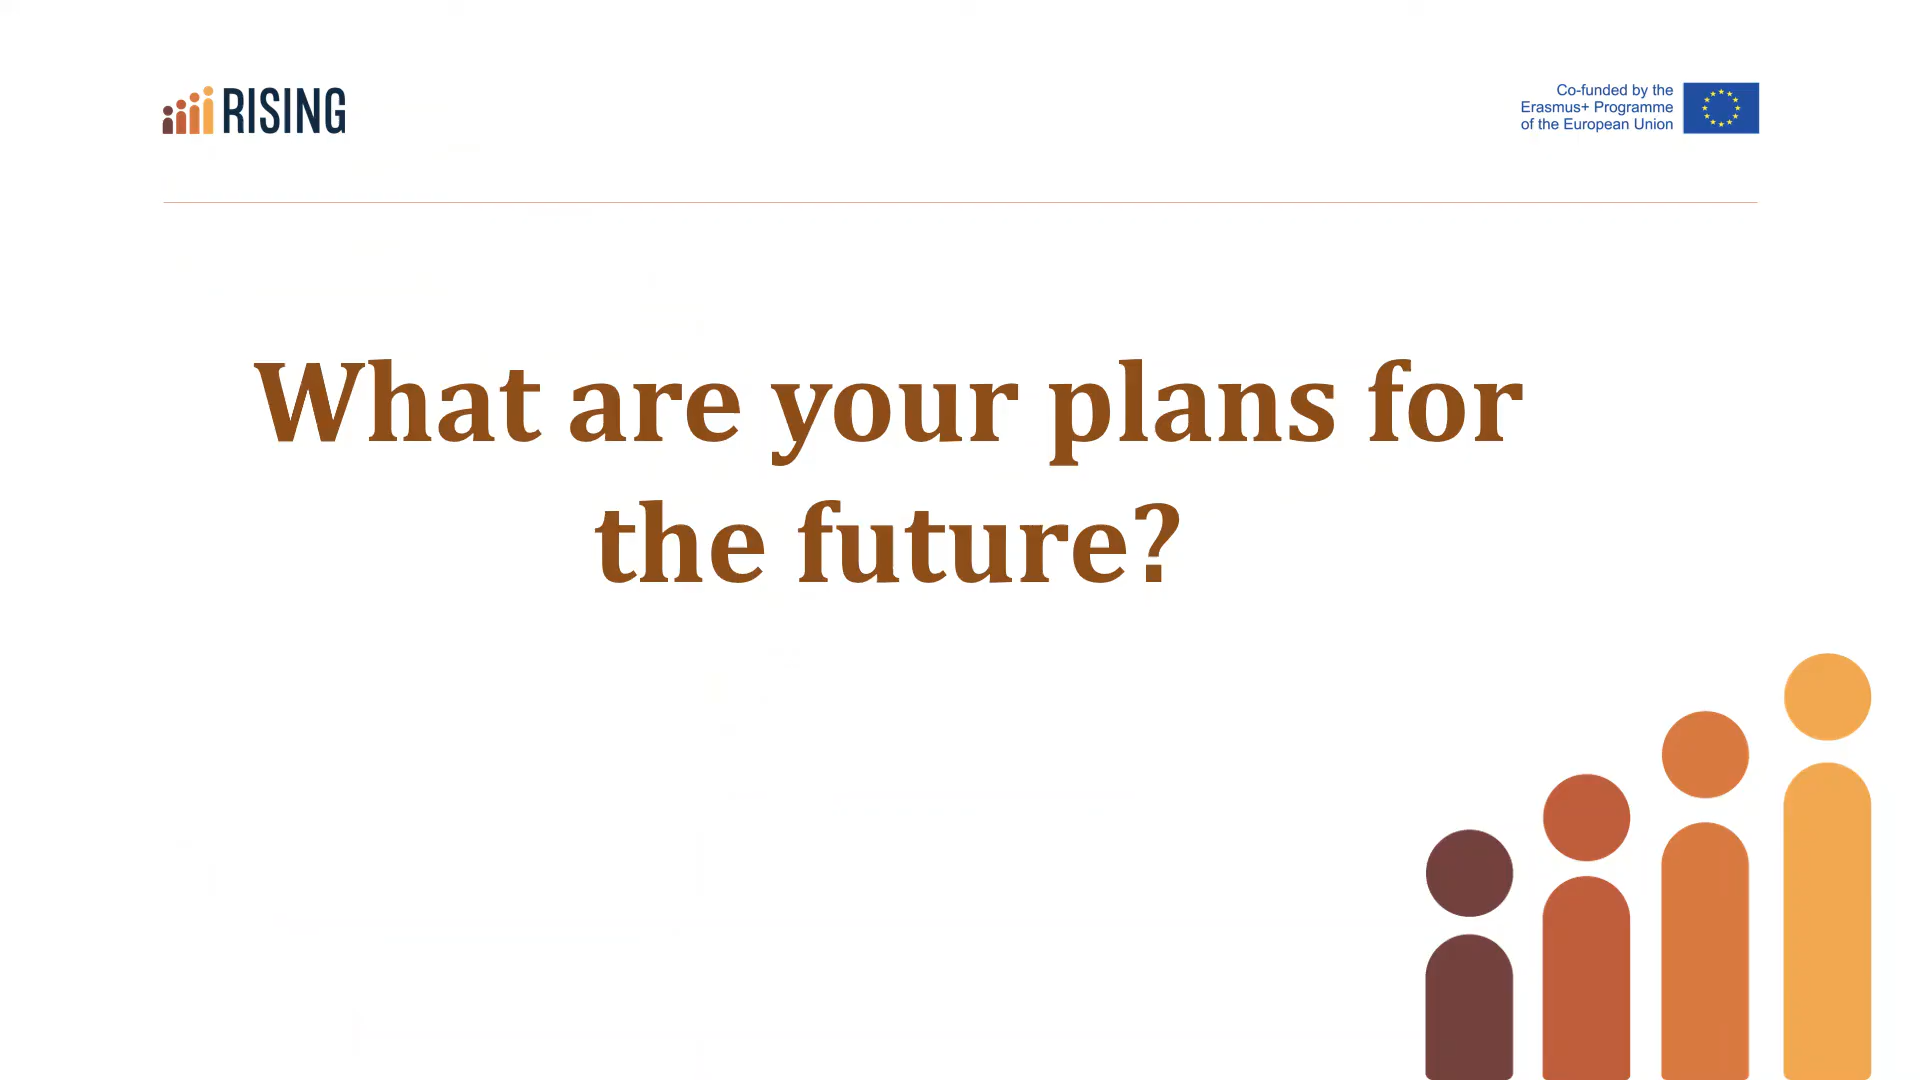 RISING
Co-funded by the
Erasmus+ Programme
of the European Union
What are your plans for
the future?